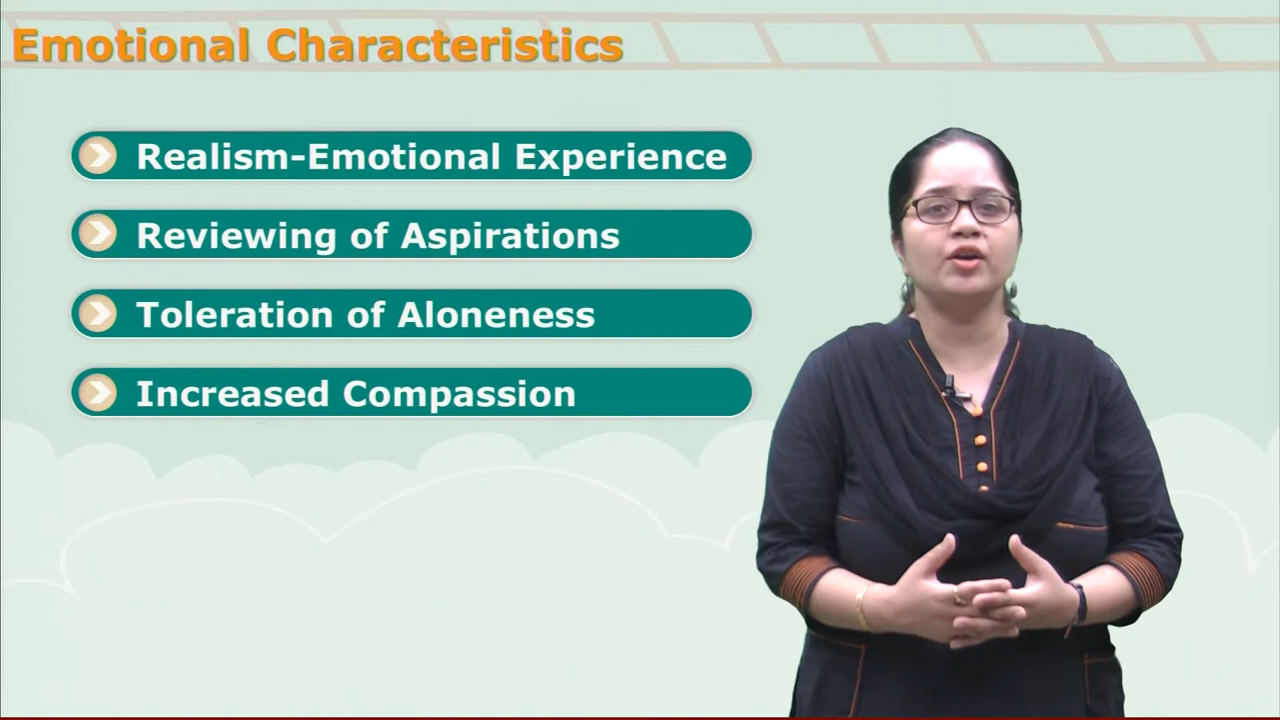 Emotional Characteristics
Realism-Emotional Experience
Reviewing of Aspirations
Toleration of Aloneness
Increased Compassion